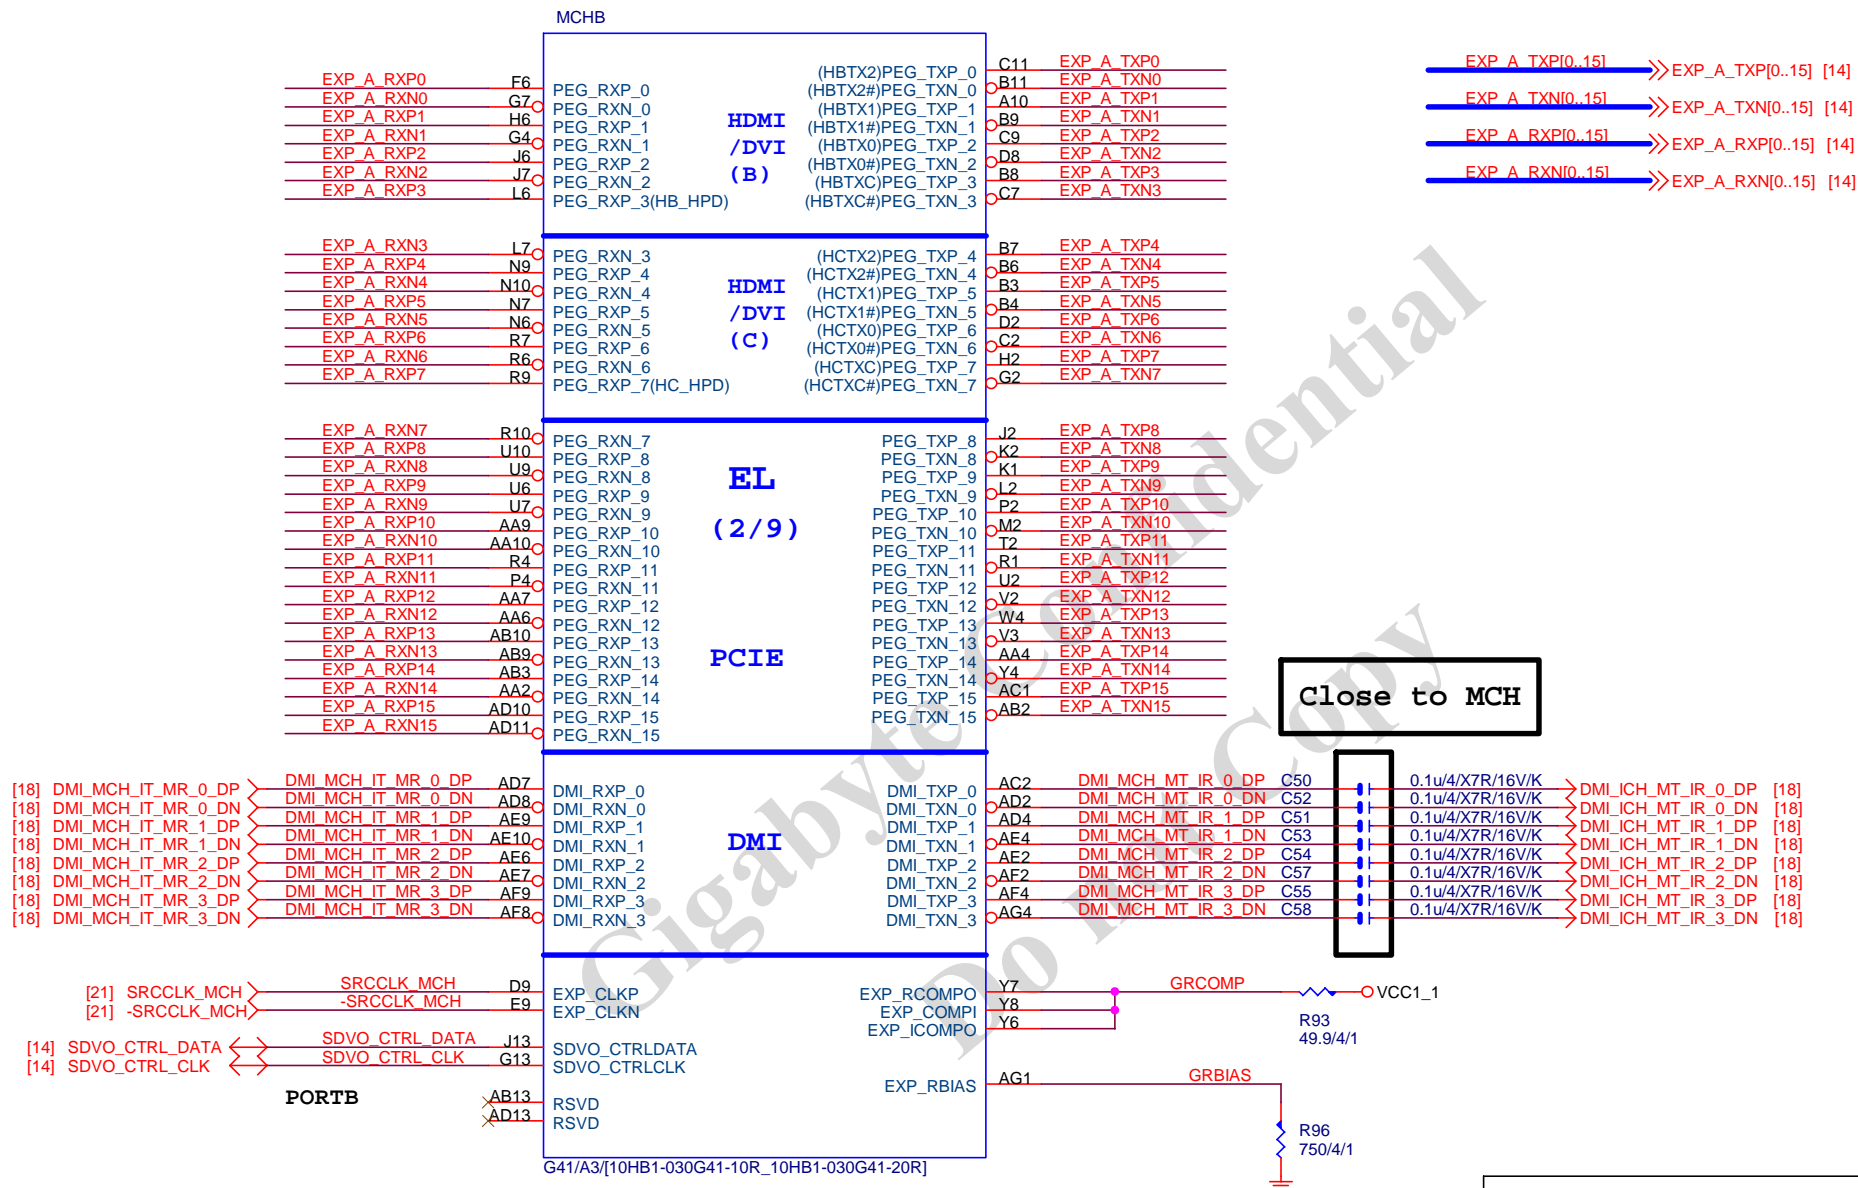 MCHB
EXP_A_RXP0 F6 PEG_RXP_0 (HBTX2)PEG_TXP_0 C11 EXP_A_TXP0
EXP_A_RXN0 G7 PEG_RXN_0 (HBTX2#)PEG_TXN_0 B11 EXP_A_TXN0
EXP_A_RXP1 H6 PEG_RXP_1 (HBTX1)PEG_TXP_1 A10 EXP_A_TXP1
EXP_A_RXN1 G4 PEG_RXN_1 (HBTX1#)PEG_TXN_1 B9 EXP_A_TXN1
EXP_A_RXP2 J6 PEG_RXP_2 (HBTX0)PEG_TXP_2 C9 EXP_A_TXP2
EXP_A_RXN2 J7 PEG_RXN_2 (HBTX0#)PEG_TXN_2 D8 EXP_A_TXN2
EXP_A_RXP3 L6 PEG_RXP_3(HB_HPD) (HBTXC)PEG_TXP_3 B8 EXP_A_TXP3
(HBTXC#)PEG_TXN_3 C7 EXP_A_TXN3
HDMI
/DVI
(B)
EXP_A_TXP[0..15] EXP_A_TXP[0..15] [14]
EXP_A_TXN[0..15] EXP_A_TXN[0..15] [14]
EXP_A_RXP[0..15] EXP_A_RXP[0..15] [14]
EXP_A_RXN[0..15] EXP_A_RXN[0..15] [14]
EXP_A_RXN3 L7 PEG_RXN_3 (HCTX2)PEG_TXP_4 B7 EXP_A_TXP4
EXP_A_RXP4 N9 PEG_RXP_4 (HCTX2#)PEG_TXN_4 B6 EXP_A_TXN4
EXP_A_RXN4 N10 PEG_RXN_4 (HCTX1)PEG_TXP_5 B3 EXP_A_TXP5
EXP_A_RXP5 N7 PEG_RXP_5 (HCTX1#)PEG_TXN_5 B4 EXP_A_TXN5
EXP_A_RXN5 N6 PEG_RXN_5 (HCTX0)PEG_TXP_6 D2 EXP_A_TXP6
EXP_A_RXP6 R7 PEG_RXP_6 (HCTX0#)PEG_TXN_6 C2 EXP_A_TXN6
EXP_A_RXN6 R6 PEG_RXN_6 (HCTXC)PEG_TXP_7 H2 EXP_A_TXP7
EXP_A_RXP7 R9 PEG_RXP_7(HC_HPD) (HCTXC#)PEG_TXN_7 G2 EXP_A_TXN7
HDMI
/DVI
(C)
EXP_A_RXN7 R10 PEG_RXN_7 PEG_TXP_8 J2 EXP_A_TXP8
EXP_A_RXP8 U10 PEG_RXP_8 PEG_TXN_8 K2 EXP_A_TXN8
EXP_A_RXN8 U9 PEG_RXN_8 PEG_TXP_9 K1 EXP_A_TXP9
EXP_A_RXP9 U6 PEG_RXP_9 PEG_TXN_9 L2 EXP_A_TXN9
EXP_A_RXN9 U7 PEG_RXN_9 PEG_TXP_10 P2 EXP_A_TXP10
EXP_A_RXP10 AA9 PEG_RXP_10 PEG_TXN_10 M2 EXP_A_TXN10
EXP_A_RXN10 AA10 PEG_RXN_10 PEG_TXP_11 T2 EXP_A_TXP11
EXP_A_RXP11 R4 PEG_RXP_11 PEG_TXN_11 R1 EXP_A_TXN11
EXP_A_RXN11 P4 PEG_RXN_11 PEG_TXP_12 U2 EXP_A_TXP12
EXP_A_RXP12 AA7 PEG_RXP_12 PEG_TXN_12 V2 EXP_A_TXN12
EXP_A_RXN12 AA6 PEG_RXN_12 PEG_TXP_13 W4 EXP_A_TXP13
EXP_A_RXP13 AB10 PEG_RXP_13 PEG_TXN_13 V3 EXP_A_TXN13
EXP_A_RXN13 AB9 PEG_RXN_13 PEG_TXP_14 AA4 EXP_A_TXP14
EXP_A_RXP14 AB3 PEG_RXP_14 PEG_TXN_14 Y4 EXP_A_TXN14
EXP_A_RXN14 AA2 PEG_RXN_14 PEG_TXP_15 AC1 EXP_A_TXP15
EXP_A_RXP15 AD10 PEG_RXP_15 PEG_TXN_15 AB2 EXP_A_TXN15
EXP_A_RXN15 AD11 PEG_RXN_15
EL
(2/9)
PCIE
Close to MCH
[18] DMI_MCH_IT_MR_0_DP DMI_MCH_IT_MR_0_DP AD7 DMI_RXP_0 DMI_TXP_0 AC2 DMI_MCH_MT_IR_0_DP C50 0.1u/4/X7R/16V/K DMI_ICH_MT_IR_0_DP [18]
[18] DMI_MCH_IT_MR_0_DN DMI_MCH_IT_MR_0_DN AD8 DMI_RXN_0 DMI_TXN_0 AD2 DMI_MCH_MT_IR_0_DN C52 0.1u/4/X7R/16V/K DMI_ICH_MT_IR_0_DN [18]
[18] DMI_MCH_IT_MR_1_DP DMI_MCH_IT_MR_1_DP AE9 DMI_RXP_1 DMI_TXP_1 AD4 DMI_MCH_MT_IR_1_DP C51 0.1u/4/X7R/16V/K DMI_ICH_MT_IR_1_DP [18]
[18] DMI_MCH_IT_MR_1_DN DMI_MCH_IT_MR_1_DN AE10 DMI_RXN_1 DMI_TXN_1 AE4 DMI_MCH_MT_IR_1_DN C53 0.1u/4/X7R/16V/K DMI_ICH_MT_IR_1_DN [18]
[18] DMI_MCH_IT_MR_2_DP DMI_MCH_IT_MR_2_DP AE6 DMI_RXP_2 DMI_TXP_2 AE2 DMI_MCH_MT_IR_2_DP C54 0.1u/4/X7R/16V/K DMI_ICH_MT_IR_2_DP [18]
[18] DMI_MCH_IT_MR_2_DN DMI_MCH_IT_MR_2_DN AE7 DMI_RXN_2 DMI_TXN_2 AF2 DMI_MCH_MT_IR_2_DN C57 0.1u/4/X7R/16V/K DMI_ICH_MT_IR_2_DN [18]
[18] DMI_MCH_IT_MR_3_DP DMI_MCH_IT_MR_3_DP AF9 DMI_RXP_3 DMI_TXP_3 AF4 DMI_MCH_MT_IR_3_DP C55 0.1u/4/X7R/16V/K DMI_ICH_MT_IR_3_DP [18]
[18] DMI_MCH_IT_MR_3_DN DMI_MCH_IT_MR_3_DN AF8 DMI_RXN_3 DMI_TXN_3 AG4 DMI_MCH_MT_IR_3_DN C58 0.1u/4/X7R/16V/K DMI_ICH_MT_IR_3_DN [18]
DMI
[21] SRCCLK_MCH SRCCLK_MCH D9 EXP_CLKP EXP_RCOMPO Y7 GRCOMP VCC1_1
[21] -SRCCLK_MCH -SRCCLK_MCH E9 EXP_CLKN EXP_COMPI Y8
EXP_ICOMPO Y6
R93
49.9/4/1
[14] SDVO_CTRL_DATA SDVO_CTRL_DATA J13 SDVO_CTRLDATA
[14] SDVO_CTRL_CLK SDVO_CTRL_CLK G13 SDVO_CTRLCLK
EXP_RBIAS AG1 GRBIAS
PORTB
AB13 RSVD
AD13 RSVD
R96
750/4/1
G41/A3/[10HB1-030G41-10R_10HB1-030G41-20R]
Gigabyte Confidential
Do not Copy